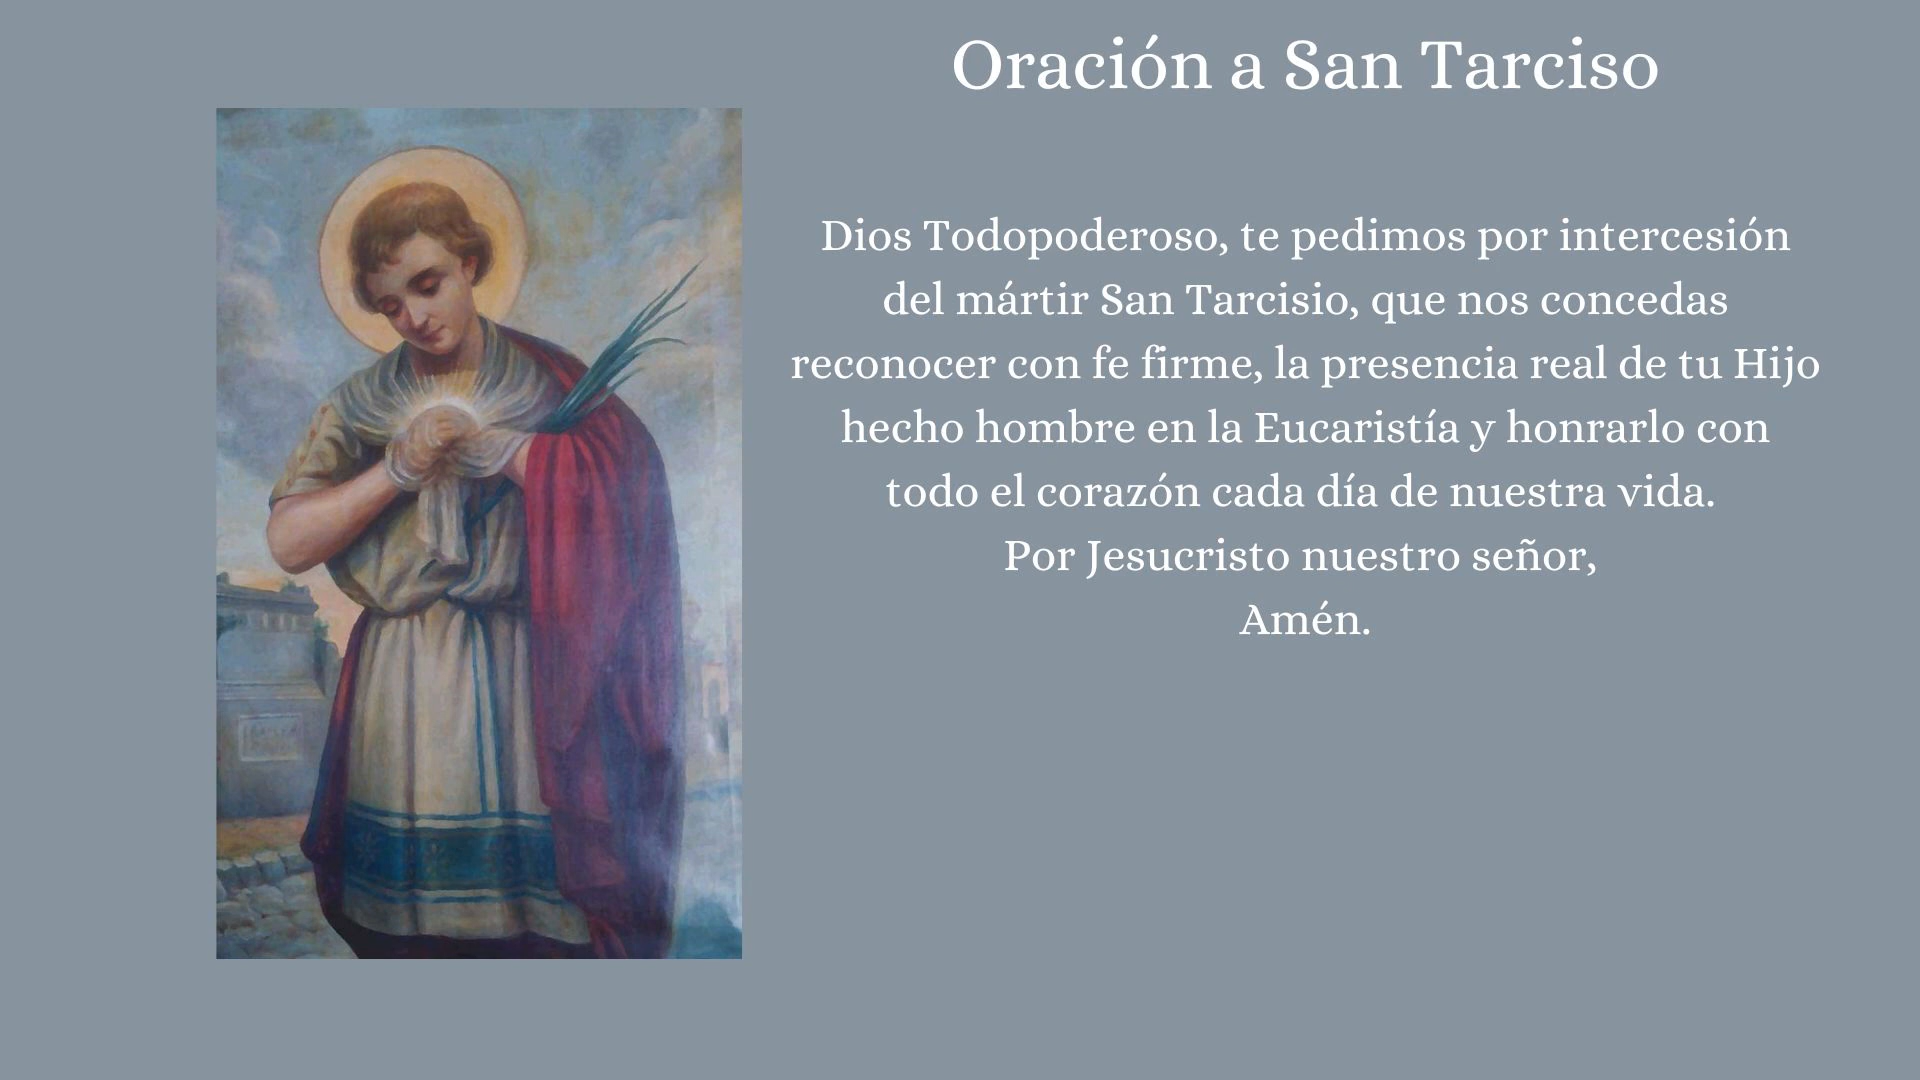 Oración a San Tarciso
Dios Todopoderoso, te pedimos por intercesión
del mártir San Tarcisio, que nos concedas
reconocer con fe firme, la presencia real de tu Hijo
hecho hombre en la Eucaristía y honrarlo con
todo el corazón cada día de nuestra vida.
Por Jesucristo nuestro señor,
Amén.